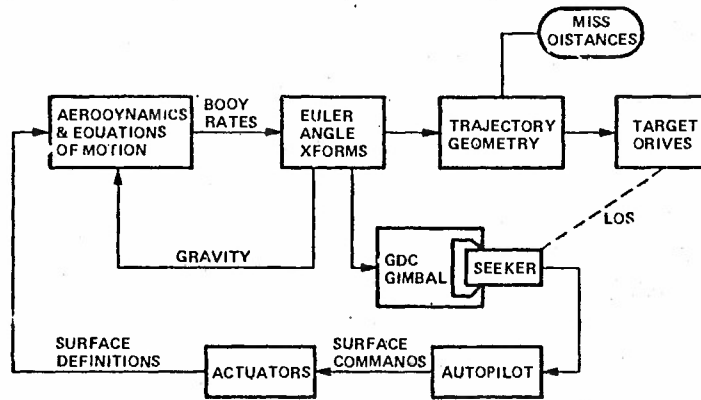 MISS
OISTANCES
AEROOYNAMICS
& EQUATIONS
OF MOTION
BOOY
RATES
EULER
ANGLE
XFORMS
TRAJECTORY
GEOMETRY
TARGET
ORIVES
LOS
GRAVITY
GDC
GIMBAL
SEEKER
SURFACE
DEFINITIONS
ACTUATORS
SURFACE
COMMANOS
AUTOPILOT